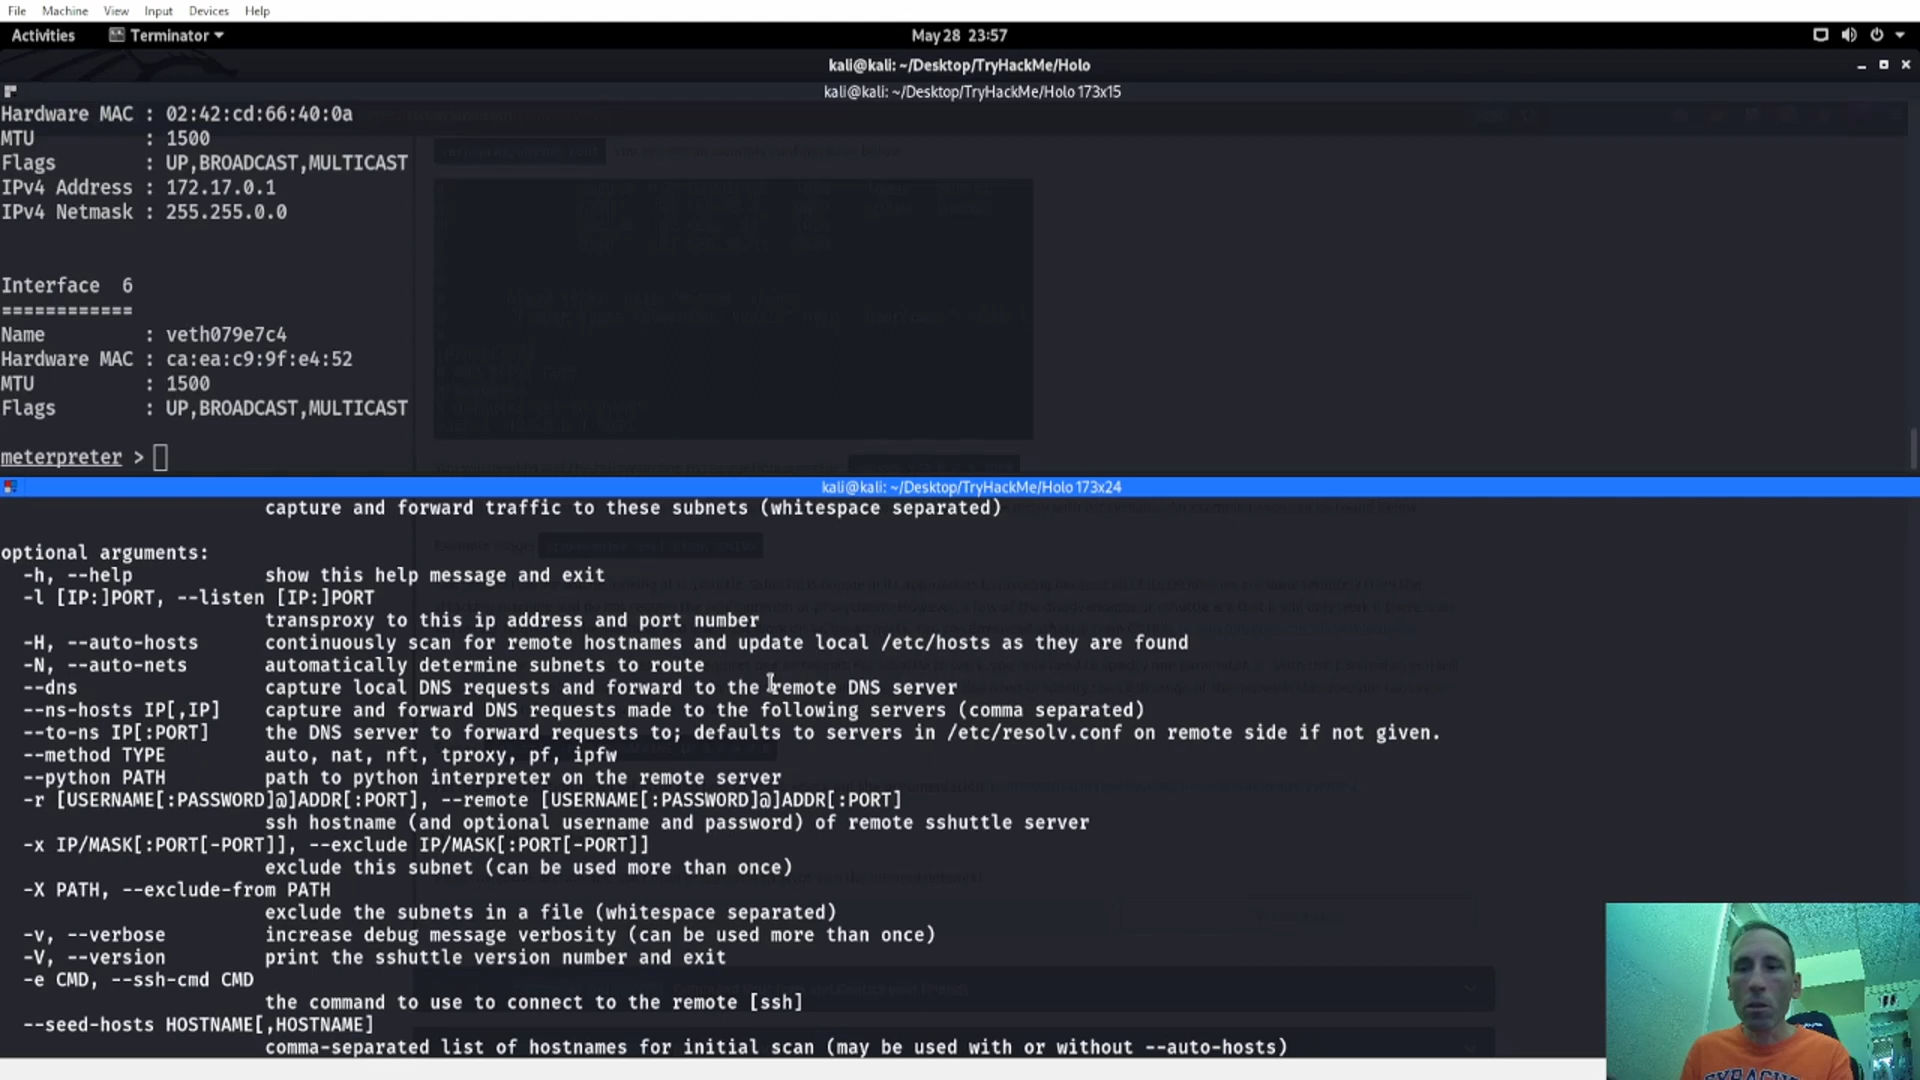 File Machine View Input Devices Help
Activities Terminator May 28 23:57
kali@kali: ~/Desktop/TryHackMe/Holo
kali@kali: ~/Desktop/TryHackMe/Holo 173x15
Hardware MAC : 02:42:cd:66:40:0a
MTU : 1500
Flags : UP,BROADCAST,MULTICAST
IPv4 Address : 172.17.0.1
IPv4 Netmask : 255.255.0.0
Interface 6
============
Name : veth079e7c4
Hardware MAC : ca:ea:c9:9f:e4:52
MTU : 1500
Flags : UP,BROADCAST,MULTICAST
meterpreter >
kali@kali: ~/Desktop/TryHackMe/Holo 173x24
capture and forward traffic to these subnets (whitespace separated)
optional arguments:
-h, --help show this help message and exit
-l [IP:]PORT, --listen [IP:]PORT
transproxy to this ip address and port number
-H, --auto-hosts continuously scan for remote hostnames and update local /etc/hosts as they are found
-N, --auto-nets automatically determine subnets to route
--dns capture local DNS requests and forward to the remote DNS server
--ns-hosts IP[,IP] capture and forward DNS requests made to the following servers (comma separated)
--to-ns IP[:PORT] the DNS server to forward requests to; defaults to servers in /etc/resolv.conf on remote side if not given.
--method TYPE auto, nat, nft, tproxy, pf, ipfw
--python PATH path to python interpreter on the remote server
-r [USERNAME[:PASSWORD]@]ADDR[:PORT], --remote [USERNAME[:PASSWORD]@]ADDR[:PORT]
ssh hostname (and optional username and password) of remote sshuttle server
-x IP/MASK[:PORT[-PORT]], --exclude IP/MASK[:PORT[-PORT]]
exclude this subnet (can be used more than once)
-X PATH, --exclude-from PATH
exclude the subnets in a file (whitespace separated)
-v, --verbose increase debug message verbosity (can be used more than once)
-V, --version print the sshuttle version number and exit
-e CMD, --ssh-cmd CMD
the command to use to connect to the remote [ssh]
--seed-hosts HOSTNAME[,HOSTNAME]
comma-separated list of hostnames for initial scan (may be used with or without --auto-hosts)